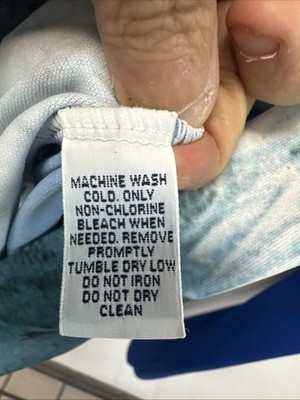 MACHINE WASH
COLD. ONLY
NON-CHLORINE
BLEACH WHEN
NEEDED. REMOVE
PROMPTLY
TUMBLE DRY LOW
DO NOT IRON
DO NOT DRY
CLEAN